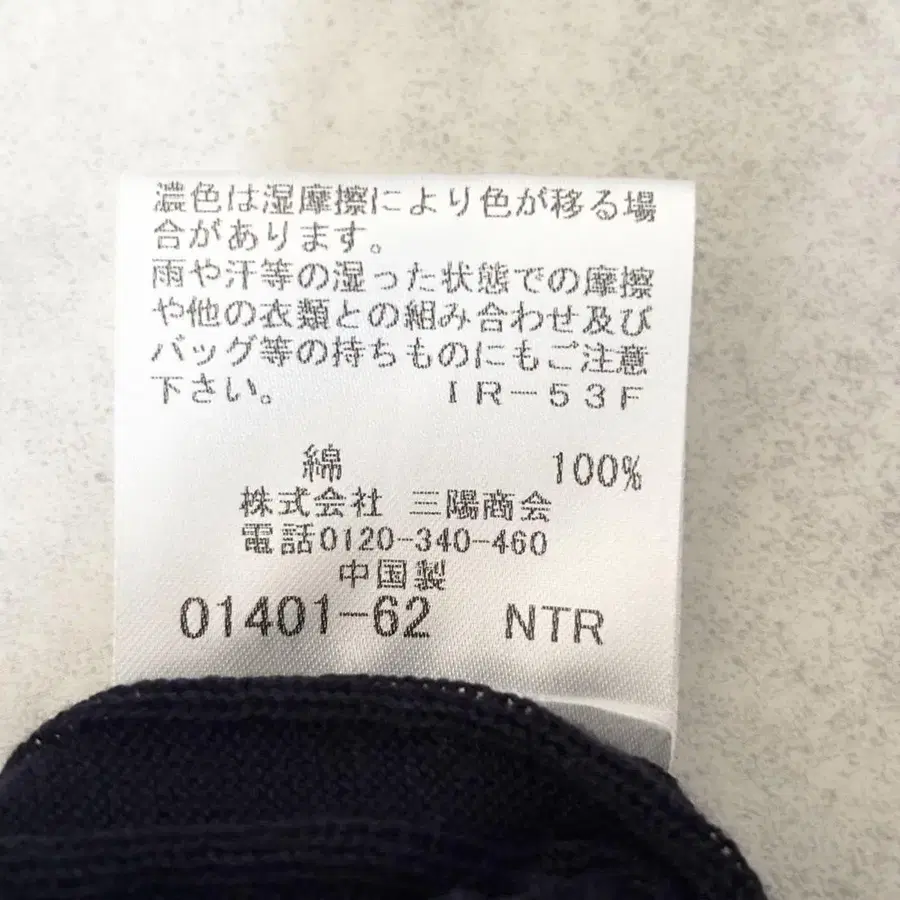 濃色は湿摩擦により色が移る場
合があります。
雨や汗等の湿った状態での摩擦
や他の衣類との組み合わせ及び
バッグ等の持ちものにもご注意
下さい。 ＩＲ－５３Ｆ
綿 100%
株式会社 三陽商会
電話0120-340-460
中国製
01401-62 NTR